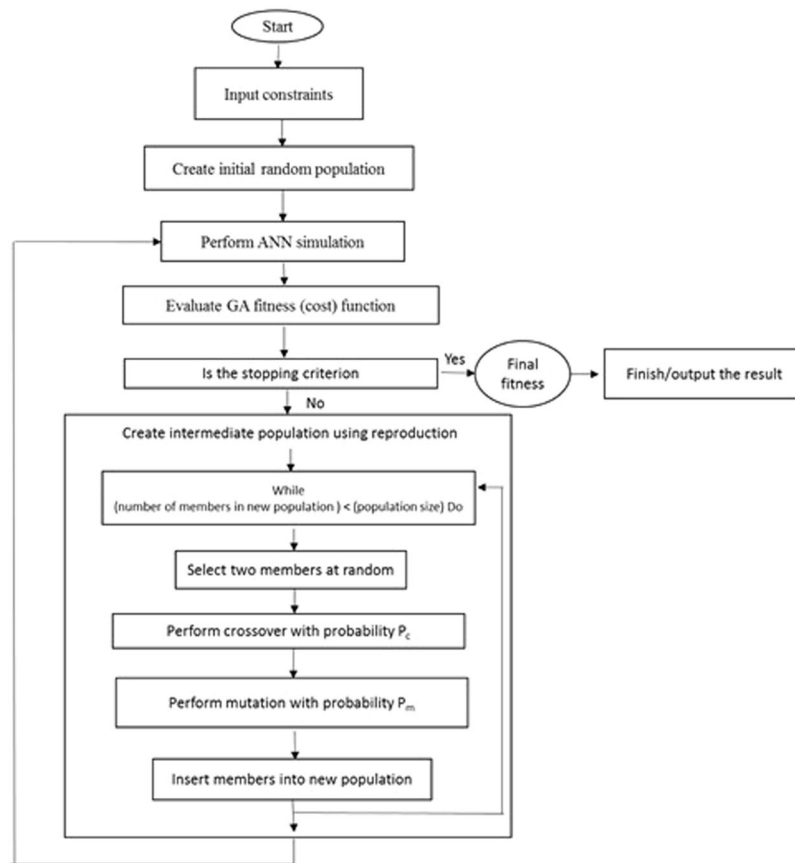 Start
Input constraints
Create initial random population
Perform ANN simulation
Evaluate GA fitness (cost) function
Is the stopping criterion
Yes
Final
fitness
Finish/output the result
No
Create intermediate population using reproduction
While
(number of members in new population ) < (population size) Do
Select two members at random
Perform crossover with probability Pc
Perform mutation with probability Pm
Insert members into new population